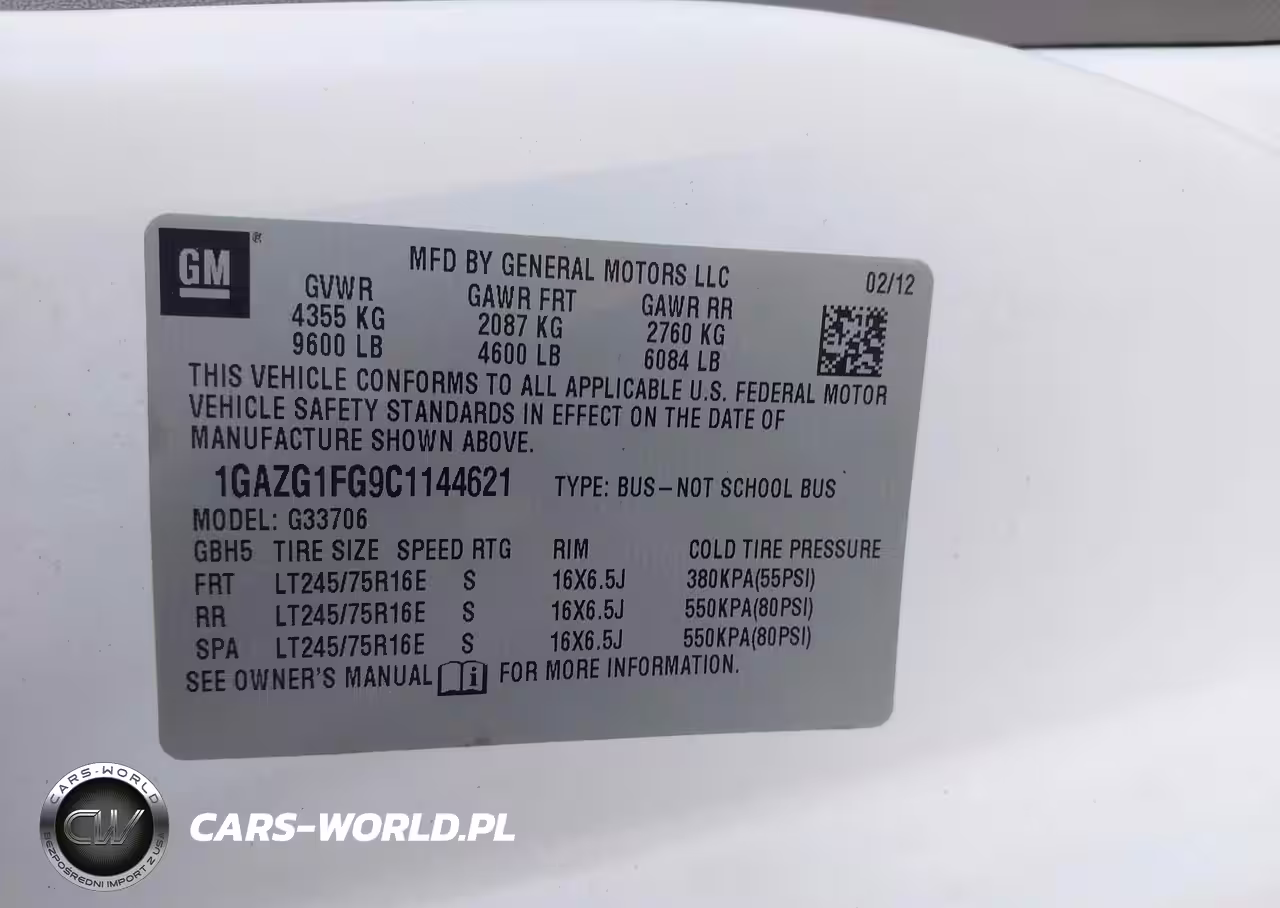 GM®
MFD BY GENERAL MOTORS LLC 02/12
GVWR GAWR FRT GAWR RR
4355 KG 2087 KG 2760 KG
9600 LB 4600 LB 6084 LB
THIS VEHICLE CONFORMS TO ALL APPLICABLE U.S. FEDERAL MOTOR
VEHICLE SAFETY STANDARDS IN EFFECT ON THE DATE OF
MANUFACTURE SHOWN ABOVE.
1GAZG1FG9C1144621 TYPE: BUS–NOT SCHOOL BUS
MODEL: G33706
GBH5 TIRE SIZE SPEED RTG RIM COLD TIRE PRESSURE
FRT LT245/75R16E S 16X6.5J 380KPA(55PSI)
RR LT245/75R16E S 16X6.5J 550KPA(80PSI)
SPA LT245/75R16E S 16X6.5J 550KPA(80PSI)
SEE OWNER'S MANUAL i FOR MORE INFORMATION.
CARS-WORLD
CW
BEZPOŚREDNI IMPORT Z USA
CARS-WORLD.PL